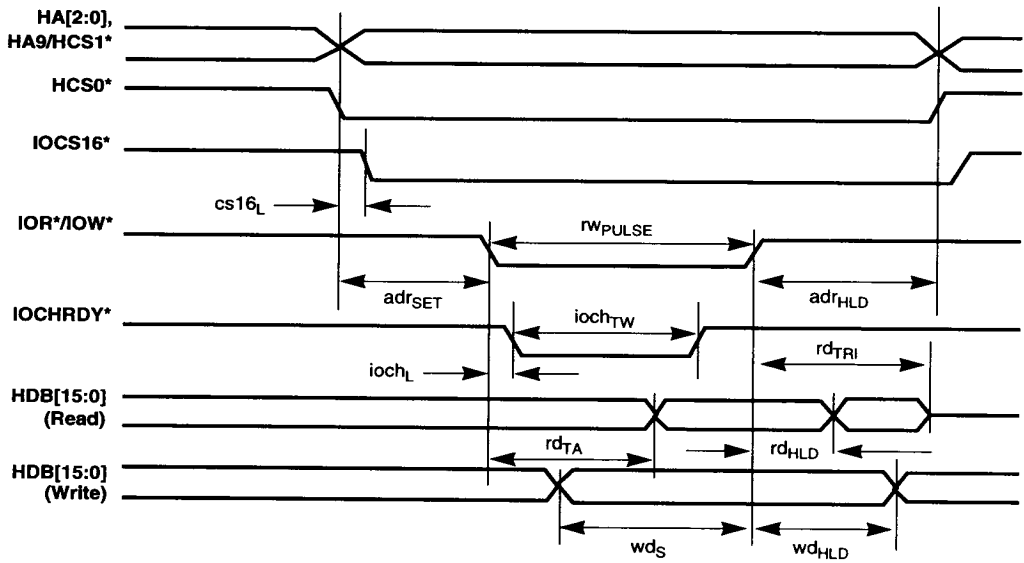 HA[2:0],
HA9/HCS1*
HCS0*
IOCS16*
cs16L
IOR*/IOW*
rwPULSE
adrSET
adrHLD
IOCHRDY*
iochTW
rdTRI
iochL
HDB[15:0]
(Read)
rdTA
rdHLD
HDB[15:0]
(Write)
wdS
wdHLD